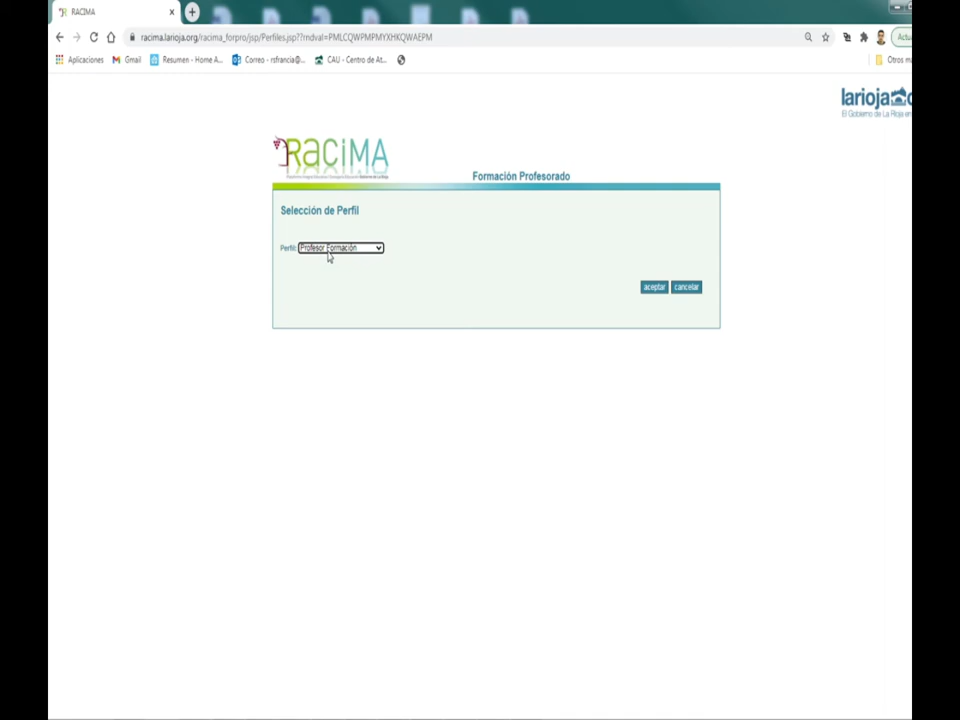 RACIMA
racima.larioja.org/racima_forpro/jsp/Perfiles.jsp??rndval=PMLCQWPMPMYXHKQWAEPM
Actu
Aplicaciones
Gmail
Resumen - Home A...
Correo - rsfrancia@...
CAU - Centro de At...
Otros m
larioja
El Gobierno de La Rioja en
RACIMA
Formación Profesorado
Selección de Perfil
Perfil: Profesor Formación
aceptar cancelar